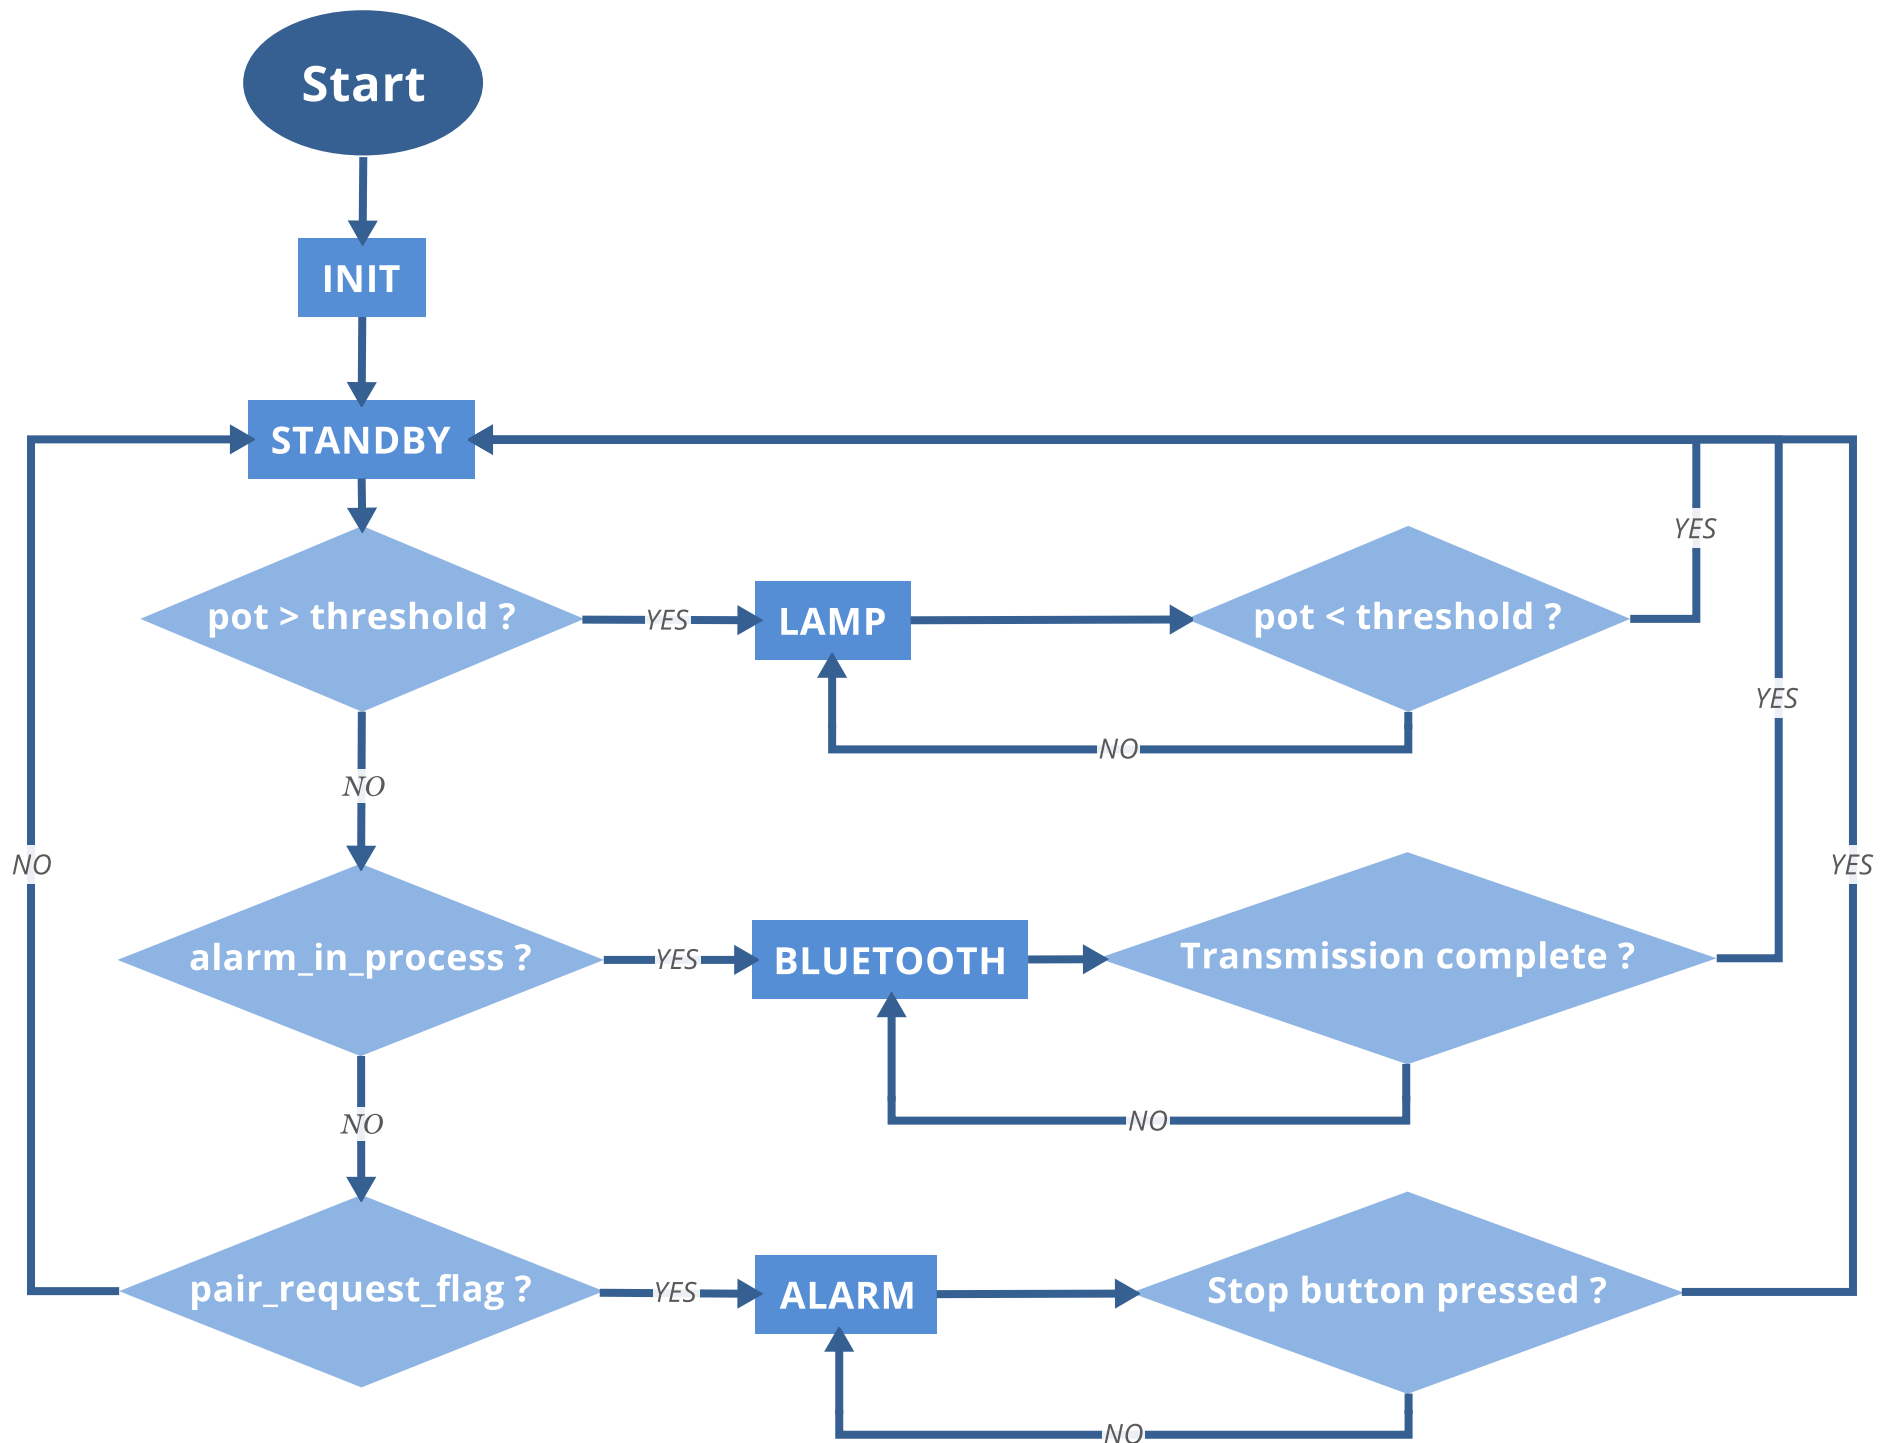 Start
INIT
STANDBY
pot > threshold ?
YES
LAMP
pot < threshold ?
YES
NO
NO
YES
NO
YES
alarm_in_process ?
YES
BLUETOOTH
Transmission complete ?
NO
NO
pair_request_flag ?
YES
ALARM
Stop button pressed ?
NO